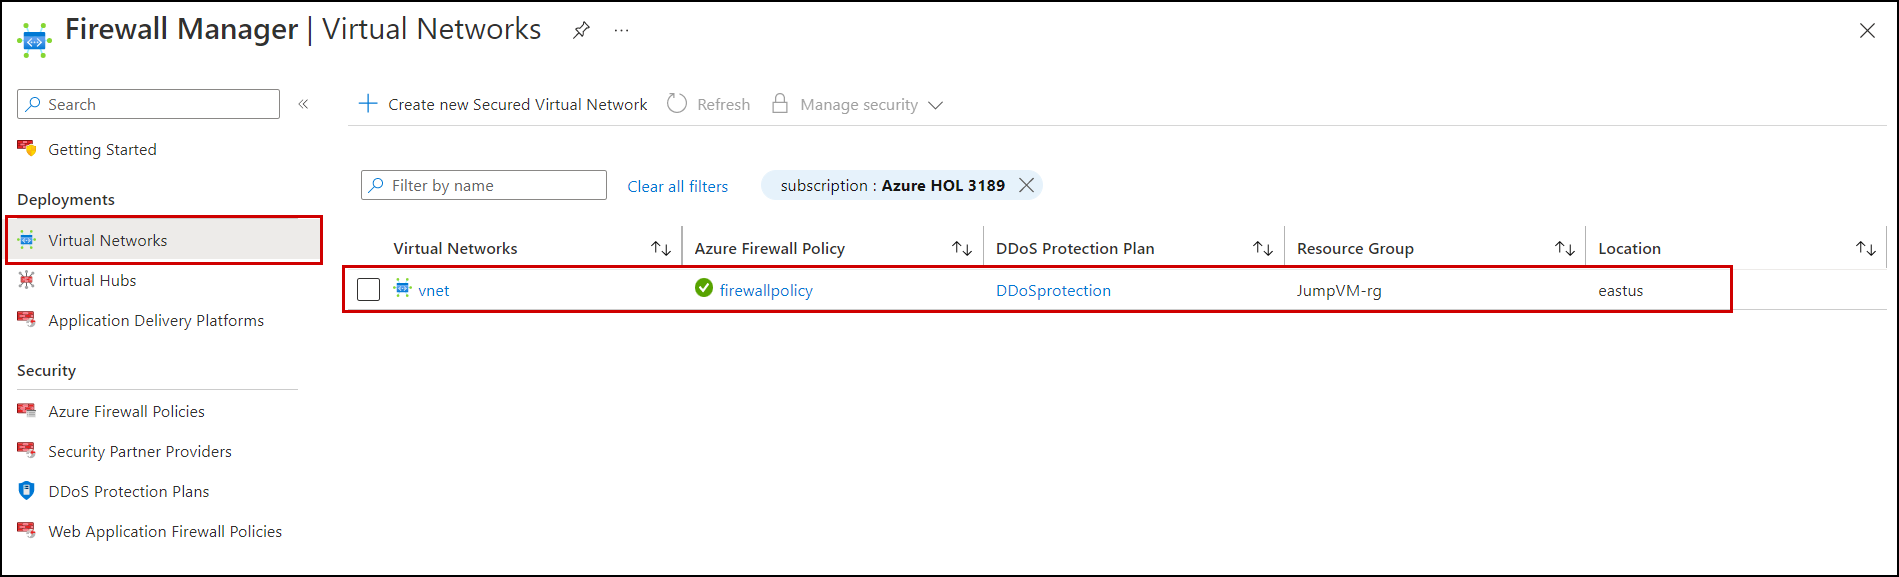 Firewall Manager | Virtual Networks
Search
Getting Started
Deployments
Virtual Networks
Virtual Hubs
Application Delivery Platforms
Security
Azure Firewall Policies
Security Partner Providers
DDoS Protection Plans
Web Application Firewall Policies
Create new Secured Virtual Network Refresh Manage security
Filter by name Clear all filters subscription : Azure HOL 3189
Virtual Networks Azure Firewall Policy DDoS Protection Plan Resource Group Location
vnet firewallpolicy DDoSprotection JumpVM-rg eastus